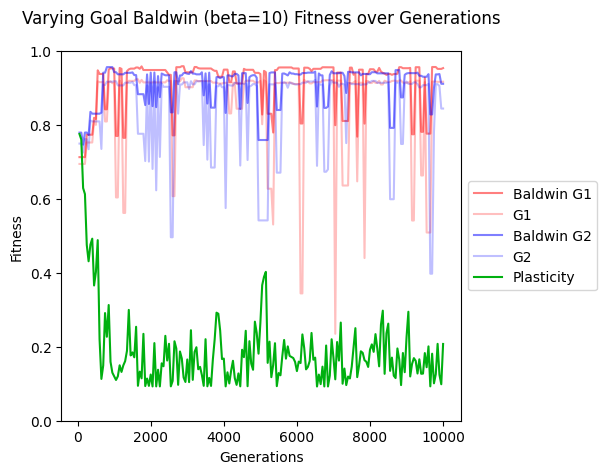 Varying Goal Baldwin (beta=10) Fitness over Generations
1.0
0.8
0.6
0.4
0.2
0.0
Fitness
0 2000 4000 6000 8000 10000
Generations
Baldwin G1
G1
Baldwin G2
G2
Plasticity